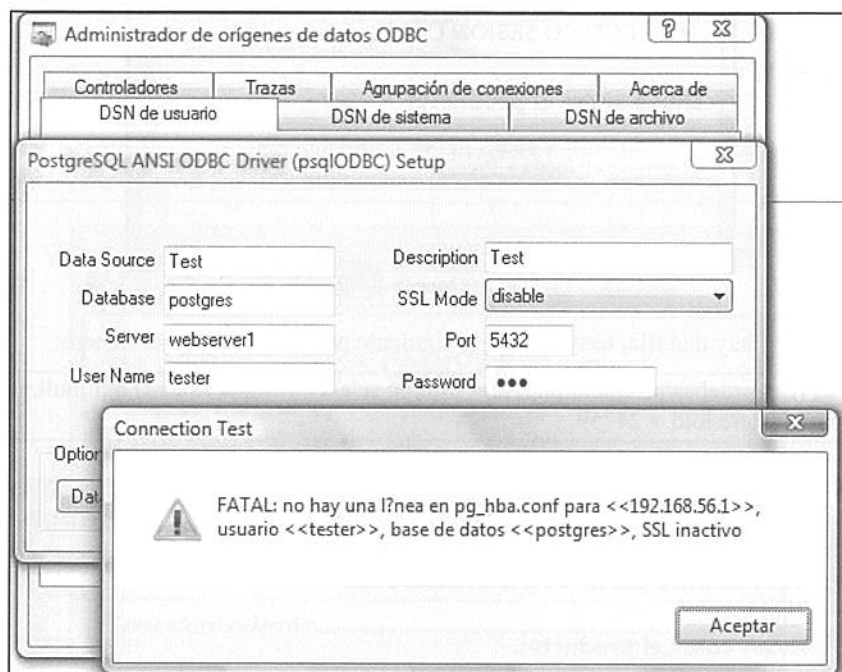 Administrador de orígenes de datos ODBC
Controladores
Trazas
Agrupación de conexiones
Acerca de
DSN de usuario
DSN de sistema
DSN de archivo
PostgreSQL ANSI ODBC Driver (psqlODBC) Setup
Data Source
Test
Description
Test
Database
postgres
SSL Mode
disable
Server
webserver1
Port
5432
User Name
tester
Password
Connection Test
FATAL: no hay una l?nea en pg_hba.conf para <<192.168.56.1>>,
usuario <<tester>>, base de datos <<postgres>>, SSL inactivo
Aceptar